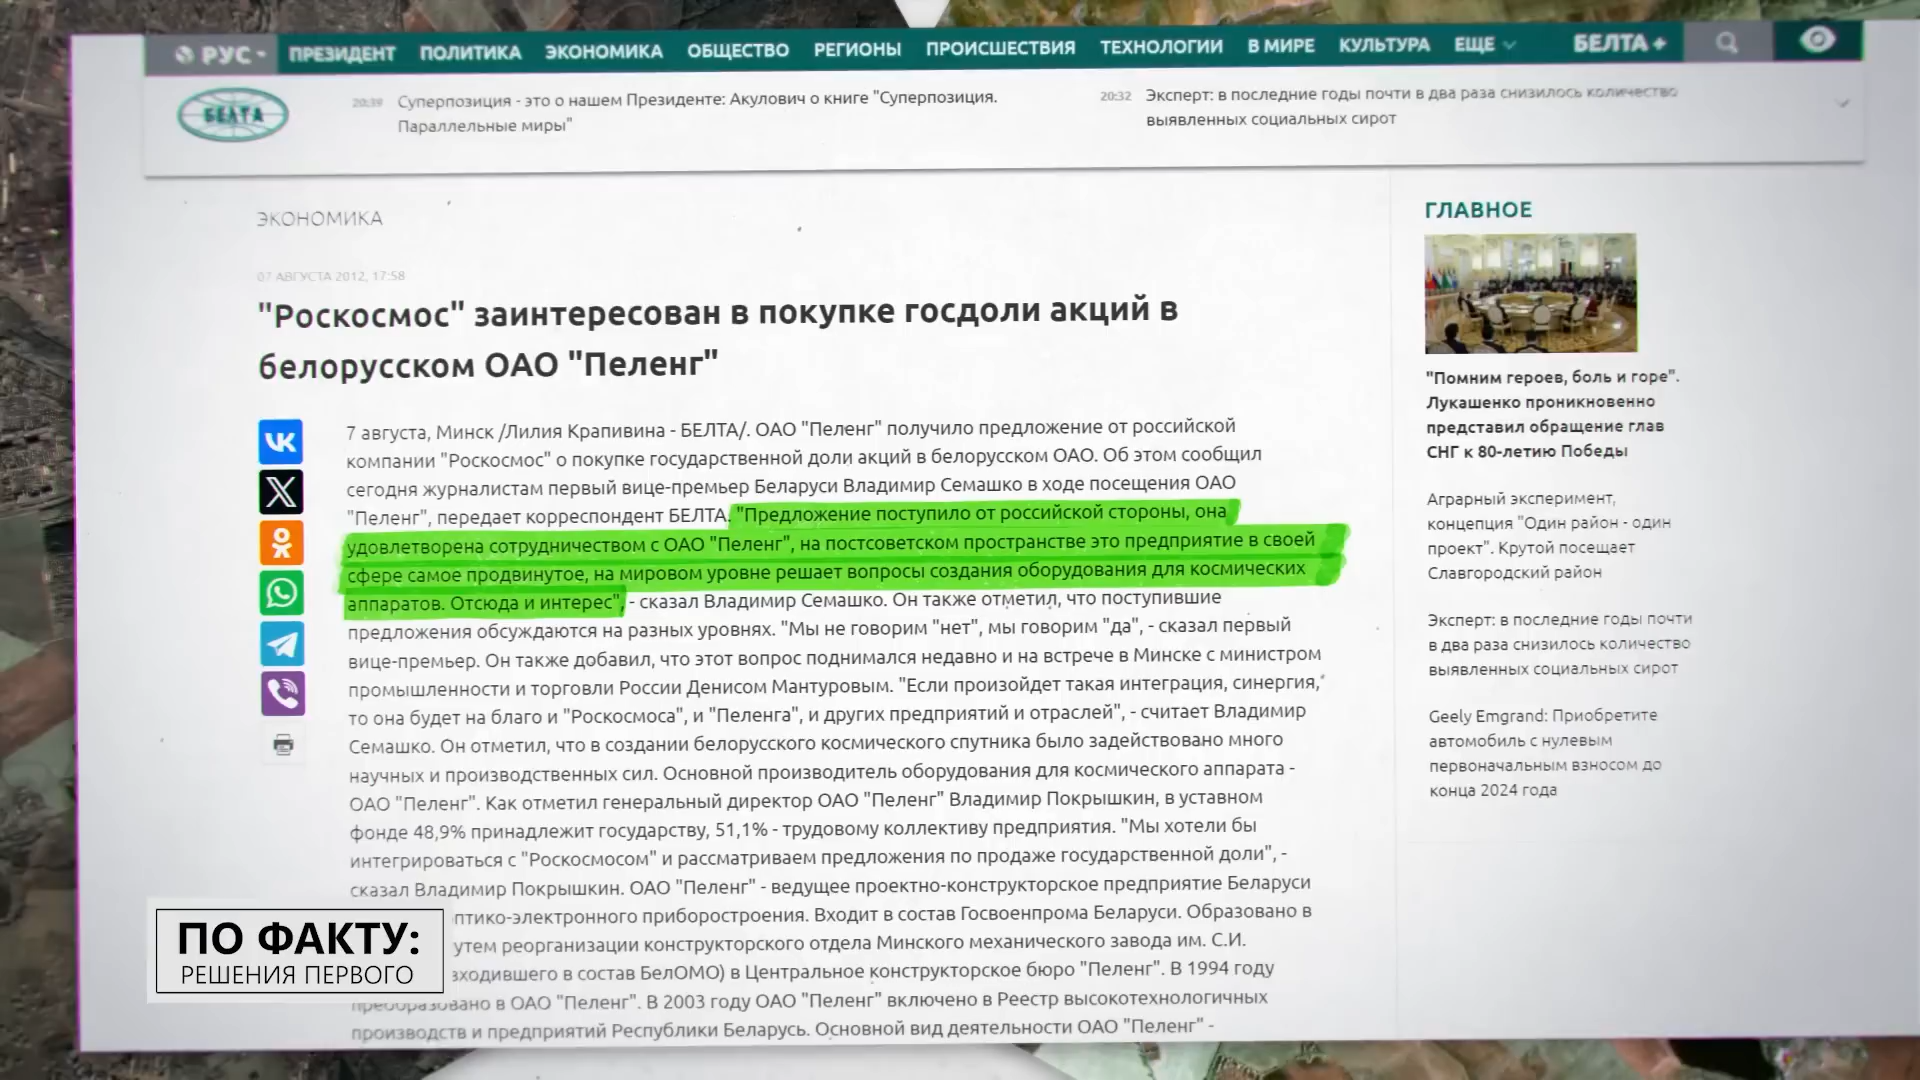 РУС ПРЕЗИДЕНТ ПОЛИТИКА ЭКОНОМИКА ОБЩЕСТВО РЕГИОНЫ ПРОИСШЕСТВИЯ ТЕХНОЛОГИИ В МИРЕ КУЛЬТУРА ЕЩЕ БЕЛТА +
БЕЛТА
20:39 Суперпозиция - это о нашем Президенте: Акулович о книге "Суперпозиция.
Параллельные миры"
20:32 Эксперт: в последние годы почти в два раза снизилось количество
выявленных социальных сирот
ЭКОНОМИКА
07 АВГУСТА 2012, 17:58
"Роскосмос" заинтересован в покупке госдоли акций в
белорусском ОАО "Пеленг"
7 августа, Минск /Лилия Крапивина - БЕЛТА/. ОАО "Пеленг" получило предложение от российской
компании "Роскосмос" о покупке государственной доли акций в белорусском ОАО. Об этом сообщил
сегодня журналистам первый вице-премьер Беларуси Владимир Семашко в ходе посещения ОАО
"Пеленг", передает корреспондент БЕЛТА. "Предложение поступило от российской стороны, она
удовлетворена сотрудничеством с ОАО "Пеленг", на постсоветском пространстве это предприятие в своей
сфере самое продвинутое, на мировом уровне решает вопросы создания оборудования для космических
аппаратов. Отсюда и интерес", - сказал Владимир Семашко. Он также отметил, что поступившие
предложения обсуждаются на разных уровнях. "Мы не говорим "нет", мы говорим "да", - сказал первый
вице-премьер. Он также добавил, что этот вопрос поднимался недавно и на встрече в Минске с министром
промышленности и торговли России Денисом Мантуровым. "Если произойдет такая интеграция, синергия,
то она будет на благо и "Роскосмоса", и "Пеленга", и других предприятий и отраслей", - считает Владимир
Семашко. Он отметил, что в создании белорусского космического спутника было задействовано много
научных и производственных сил. Основной производитель оборудования для космического аппарата -
ОАО "Пеленг". Как отметил генеральный директор ОАО "Пеленг" Владимир Покрышкин, в уставном
фонде 48,9% принадлежит государству, 51,1% - трудовому коллективу предприятия. "Мы хотели бы
интегрироваться с "Роскосмосом" и рассматриваем предложения по продаже государственной доли", -
сказал Владимир Покрышкин. ОАО "Пеленг" - ведущее проектно-конструкторское предприятие Беларуси
птико-электронного приборостроения. Входит в состав Госвоенпрома Беларуси. Образовано в
утем реорганизации конструкторского отдела Минского механического завода им. С.И.
входившего в состав БелОМО) в Центральное конструкторское бюро "Пеленг". В 1994 году
преобразовано в ОАО "Пеленг". В 2003 году ОАО "Пеленг" включено в Реестр высокотехнологичных
производств и предприятий Республики Беларусь. Основной вид деятельности ОАО "Пеленг" -
ГЛАВНОЕ
"Помним героев, боль и горе".
Лукашенко проникновенно
представил обращение глав
СНГ к 80-летию Победы
Аграрный эксперимент,
концепция "Один район - один
проект". Крутой посещает
Славгородский район
Эксперт: в последние годы почти
в два раза снизилось количество
выявленных социальных сирот
Geely Emgrand: Приобретите
автомобиль с нулевым
первоначальным взносом до
конца 2024 года
ПО ФАКТУ:
РЕШЕНИЯ ПЕРВОГО